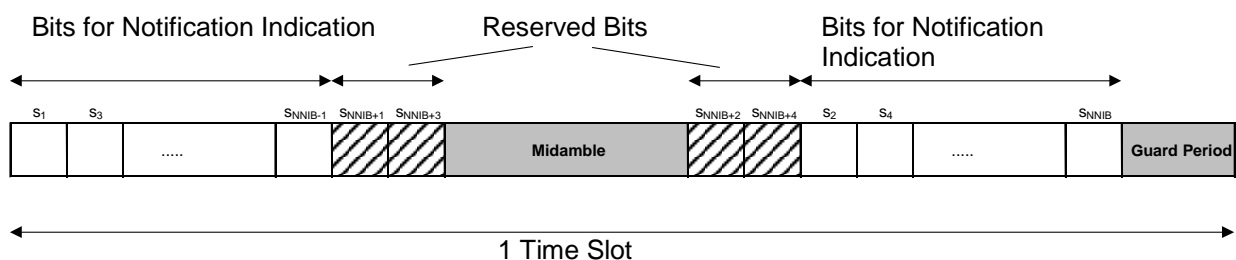 Bits for Notification Indication Reserved Bits Bits for Notification
Indication
s1 s3 sNNIB-1 sNNIB+1 sNNIB+3 sNNIB+2 sNNIB+4 s2 s4 sNNIB
..... Midamble ..... Guard Period
1 Time Slot